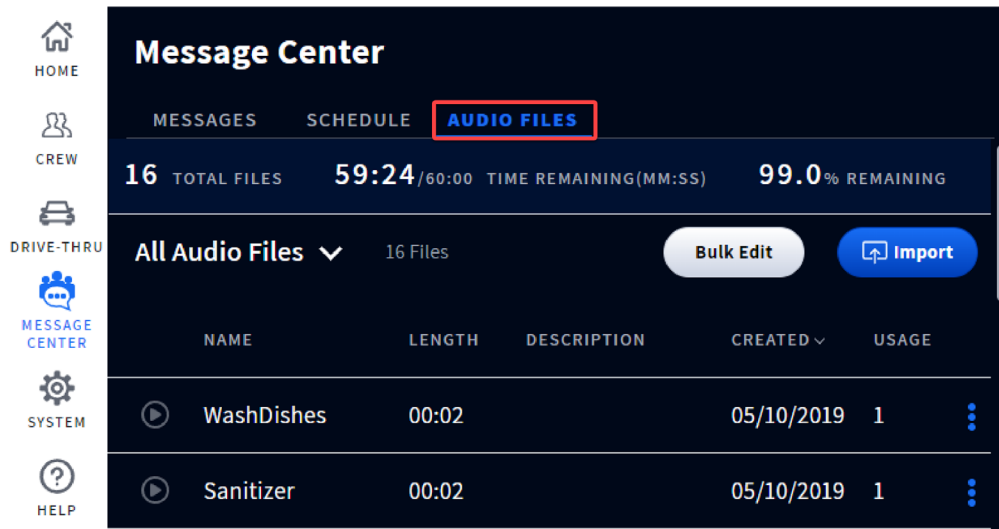 HOME
CREW
DRIVE-THRU
MESSAGE
CENTER
SYSTEM
HELP
Message Center
MESSAGES SCHEDULE AUDIO FILES
16 TOTAL FILES 59:24/60:00 TIME REMAINING(MM:SS) 99.0% REMAINING
All Audio Files 16 Files Bulk Edit Import
NAME LENGTH DESCRIPTION CREATED USAGE
WashDishes 00:02 05/10/2019 1
Sanitizer 00:02 05/10/2019 1